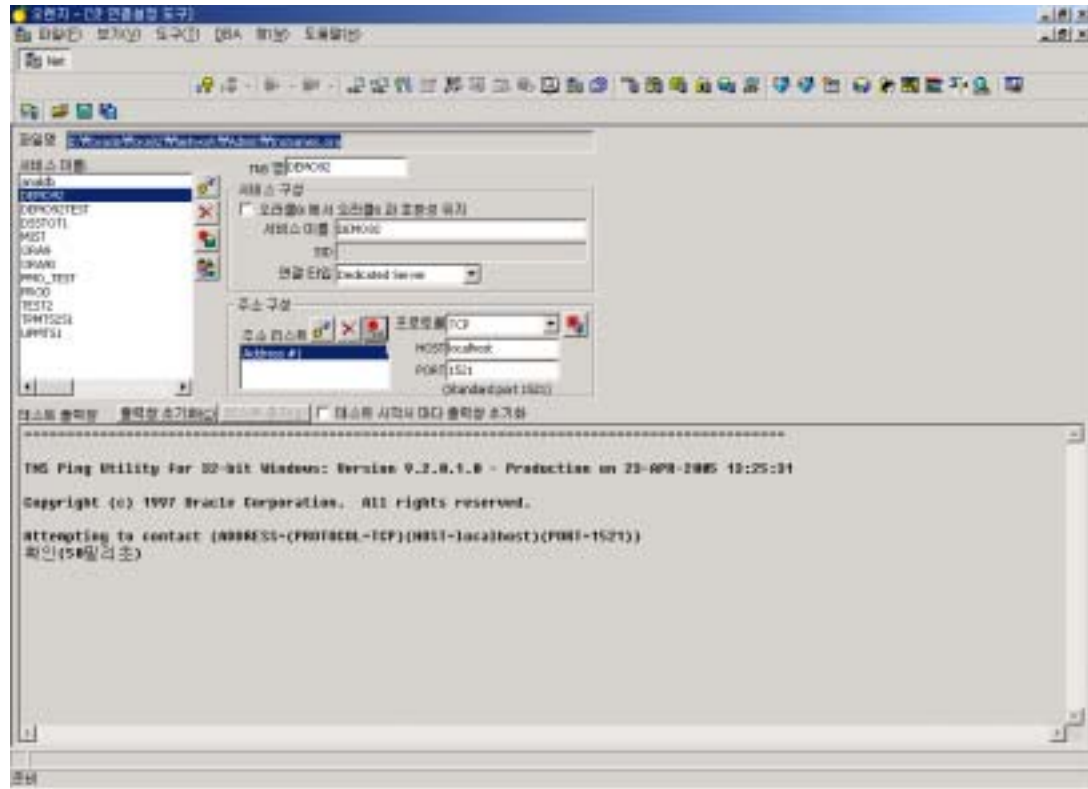 오렌지 - [넷 연결설정 도구]
파일(F) 보기(V) 도구(T) DBA 창(W) 도움말(H)
Net
파일명
서비스 이름
TNS 명 DEMO92
analdb
DEMO92
DEMO92TEST
DSSTOT1
MIST
ORA9
PRO_TEST
PROD
TEST2
서비스 구성
서비스 이름 DEMO92
SID
연결 타입 Dedicated Server
주소 구성
주소 리스트
Address #1
프로토콜 TCP
HOST localhost
PORT 1521
(Standard port 1521)
테스트 출력창 출력창 초기화(C) 테스트 시작시 마다 출력창 초기화
TNS Ping Utility for 32-bit Windows: Version 9.2.0.1.0 - Production on 23-APR-2005 13:25:31
Copyright (c) 1997 Oracle Corporation. All rights reserved.
Attempting to contact (ADDRESS=(PROTOCOL=TCP)(HOST=localhost)(PORT=1521))
확인(50밀리초)
준비